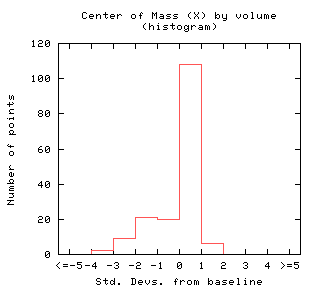 Center of Mass (X) by volume
(histogram)
120
100
80
60
40
20
0
Number of points
<=-5 -4 -3 -2 -1 0 1 2 3 4 >=5
Std. Devs. from baseline